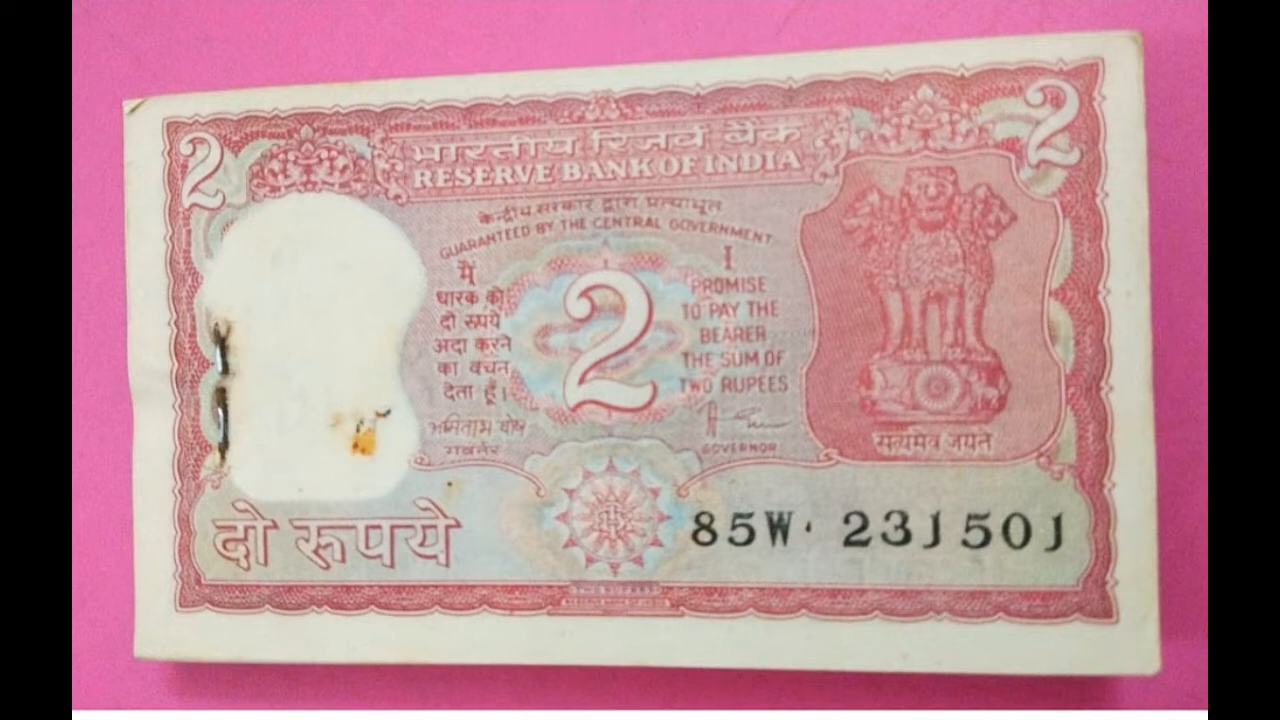 2
2
भारतीय रिज़र्व बैंक
RESERVE BANK OF INDIA
केन्द्रीय सरकार द्वारा प्रत्याभूत
GUARANTEED BY THE CENTRAL GOVERNMENT
मैं
धारक को
दो रुपये
अदा करने
का वचन
देता हूँ।
2
I
PROMISE
TO PAY THE
BEARER
THE SUM OF
TWO RUPEES
अमिताभ घोष
गवर्नर
GOVERNOR
सत्यमेव जयते
दो रूपये
85W 231501